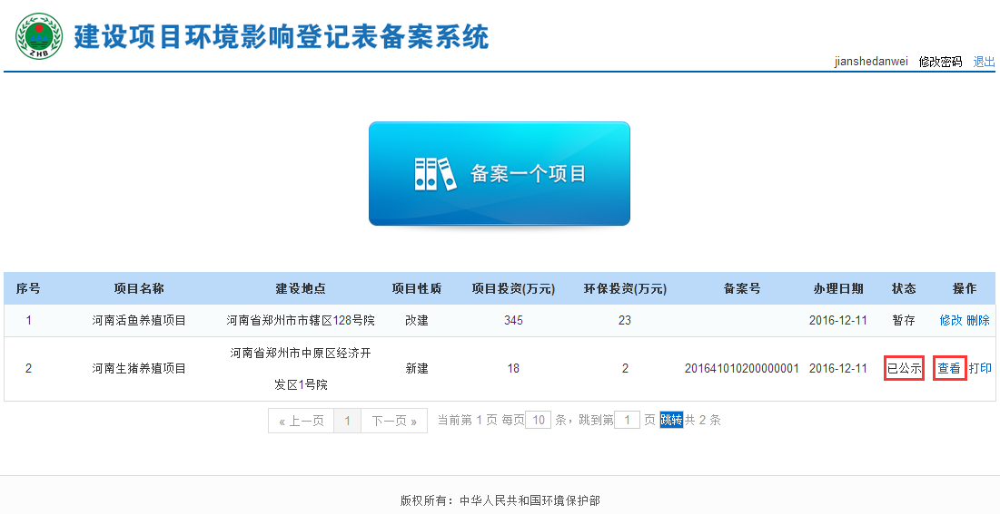 ZHB
建设项目环境影响登记表备案系统
jianshedanwei 修改密码 退出
备案一个项目
序号 项目名称 建设地点 项目性质 项目投资(万元) 环保投资(万元) 备案号 办理日期 状态 操作
1 河南活鱼养殖项目 河南省郑州市市辖区128号院 改建 345 23 2016-12-11 暂存 修改 删除
2 河南生猪养殖项目 河南省郑州市中原区经济开 新建 18 2 201641010200000001 2016-12-11 已公示 查看 打印
发区1号院
« 上一页 1 下一页 » 当前第 1 页 每页 10 条，跳到第 1 页 跳转 共 2 条
版权所有：中华人民共和国环境保护部